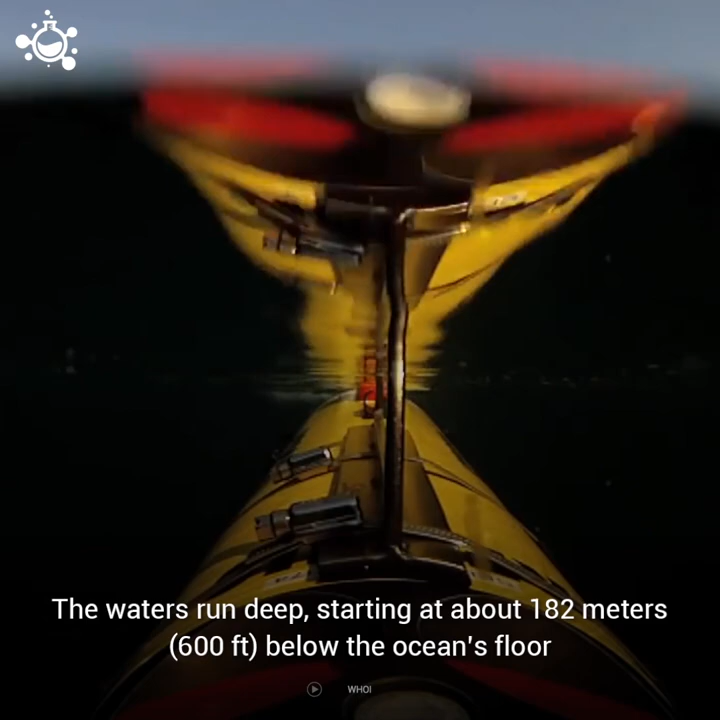 The waters run deep, starting at about 182 meters
(600 ft) below the ocean's floor
WHOI